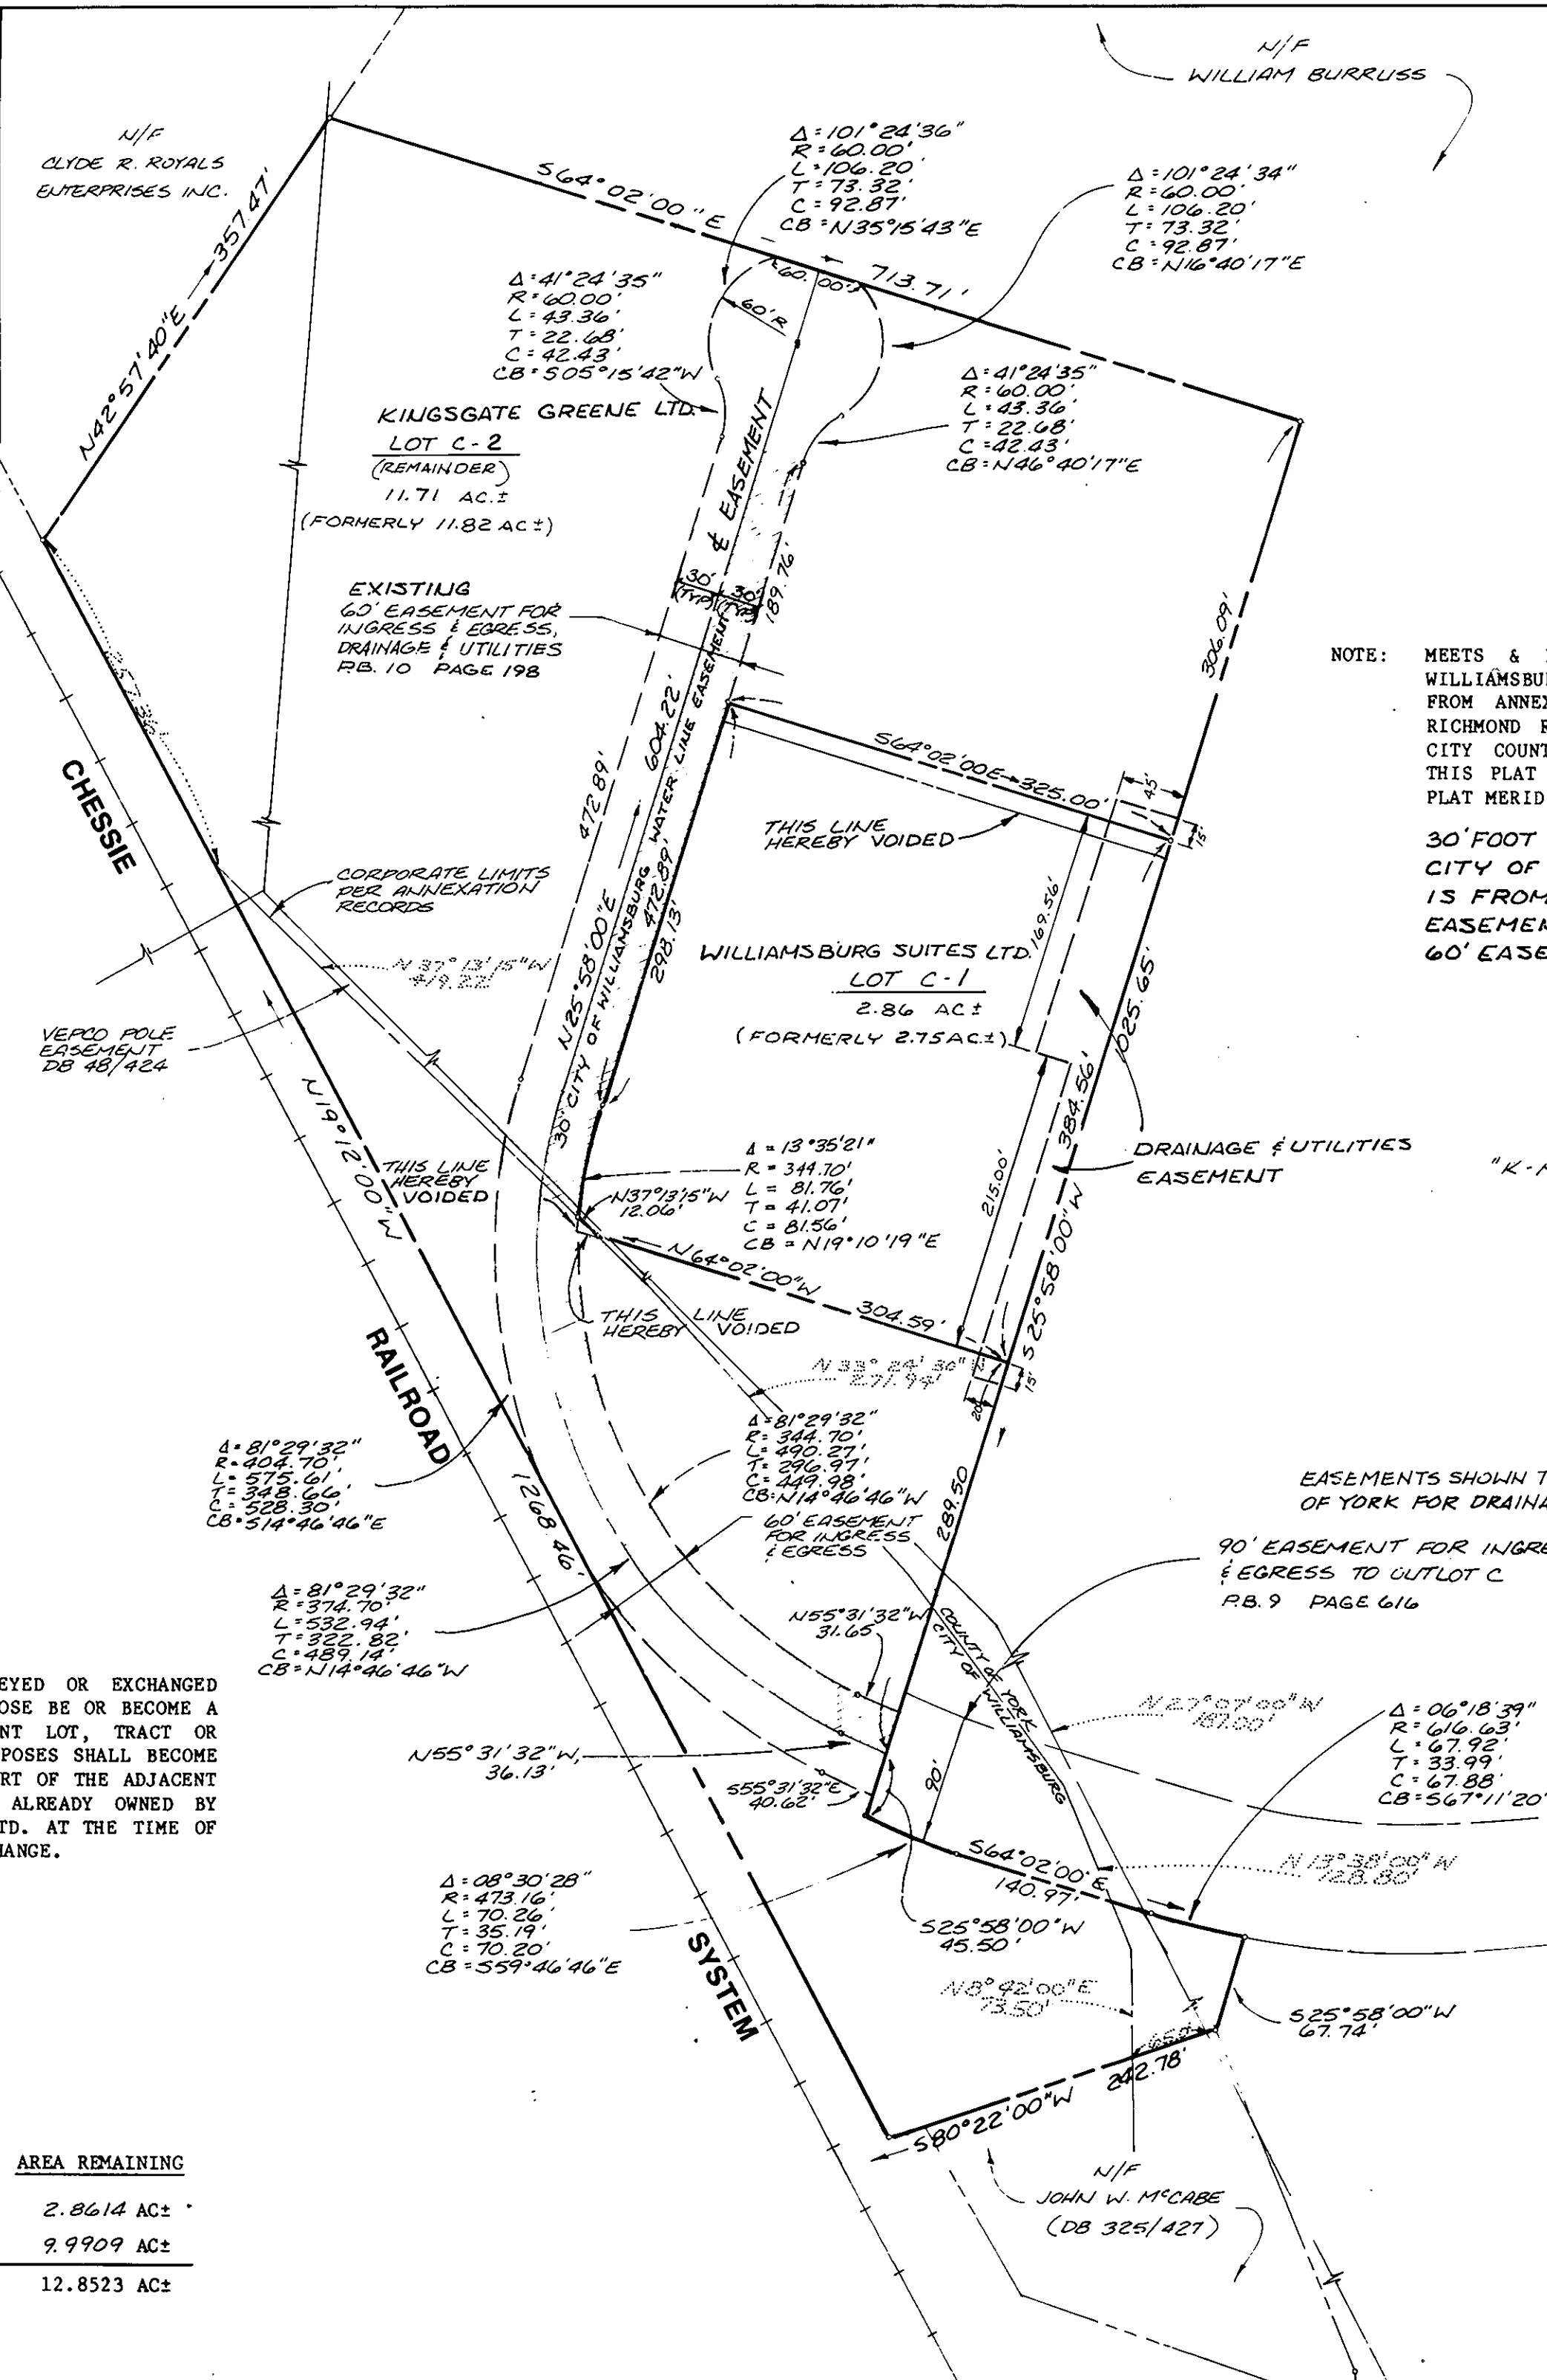 N/F
WILLIAM BURRUSS
N/F
CLYDE R. ROYALS
ENTERPRISES INC.
N42°57'40"E 357.47'
S64°02'00"E
713.71'
Δ=101°24'36"
R=60.00'
L=106.20'
T=73.32'
C=92.87'
CB=N35°15'43"E
Δ=101°24'34"
R=60.00'
L=106.20'
T=73.32'
C=92.87'
CB=N16°40'17"E
60.00'
60'R
Δ=41°24'35"
R=60.00'
L=43.36'
T=22.68'
C=42.43'
CB=S05°15'42"W
Δ=41°24'35"
R=60.00'
L=43.36'
T=22.68'
C=42.43'
CB=N46°40'17"E
KINGSGATE GREENE LTD.
LOT C-2
(REMAINDER)
11.71 AC.±
(FORMERLY 11.82 AC±)
℄ EASEMENT
30'
(TYP)
30'
(TYP)
189.76'
EXISTING
60' EASEMENT FOR
INGRESS & EGRESS,
DRAINAGE & UTILITIES
P.B. 10 PAGE 198
306.09'
NOTE: MEETS &
WILLIAMSBU
FROM ANNEX
RICHMOND R
CITY COUNT
THIS PLAT
PLAT MERID
30' FOOT
CITY OF
IS FROM
EASEMEN
60' EASE
CHESSIE
472.89'
604.22'
N25°58'00"E
30' CITY OF WILLIAMSBURG WATER LINE EASEMENT
472.89'
298.13'
S64°02'00E 325.00'
45'
15'
THIS LINE
HEREBY VOIDED
169.56'
CORPORATE LIMITS
PER ANNEXATION
RECORDS
N37°13'15"W
419.22'
VEPCO POLE
EASEMENT
DB 48/424
WILLIAMSBURG SUITES LTD.
LOT C-1
2.86 AC±
(FORMERLY 2.75AC±)
1025.65'
384.56'
215.00'
S25°58'00"W
DRAINAGE & UTILITIES
EASEMENT
"K-
N19°12'00"W
THIS LINE
HEREBY
VOIDED
N37°13'15"W
12.06'
Δ = 13°35'21"
R = 344.70'
L = 81.76'
T = 41.07'
C = 81.56'
CB = N19°10'19"E
N64°02'00"W
304.59'
THIS LINE
HEREBY VOIDED
N33°24'30"
271.94'
15'
20'
RAILROAD
Δ=81°29'32"
R=404.70'
L=575.61'
T=348.66'
C=528.30'
CB=S14°46'46"E
Δ=81°29'32"
R=344.70'
L=490.27'
T=296.97'
C=449.98'
CB=N14°46'46"W
1268.46'
60' EASEMENT
FOR INGRESS
& EGRESS
289.50
EASEMENTS SHOWN T
OF YORK FOR DRAINA
90' EASEMENT FOR INGRE
& EGRESS TO OUTLOT C
P.B. 9 PAGE 616
Δ=81°29'32"
R=374.70'
L=532.94'
T=322.82'
C=489.14'
CB=N14°46'46"W
N55°31'32"W
31.65
COUNTY OF YORK
CITY OF WILLIAMSBURG
EYED OR EXCHANGED
OSE BE OR BECOME A
NT LOT, TRACT OR
POSES SHALL BECOME
RT OF THE ADJACENT
ALREADY OWNED BY
TD. AT THE TIME OF
HANGE.
N55°31'32"W,
36.13'
S55°31'32"E
40.62'
90'
N27°07'00"W
187.00'
Δ=06°18'39"
R=616.63'
L=67.92'
T=33.99'
C=67.88'
CB=S67°11'20"
S64°02'00"E
140.97'
N13°38'00"W
128.80'
Δ=08°30'28"
R=473.16'
L=70.26'
T=35.19'
C=70.20'
CB=S59°46'46"E
S25°58'00"W
45.50'
N8°42'00"E
73.50'
S25°58'00"W
67.74'
SYSTEM
S80°22'00"W 242.78'
N/F
JOHN W. McCABE
(DB 325/427)
AREA REMAINING
2.8614 AC±
9.9909 AC±
12.8523 AC±